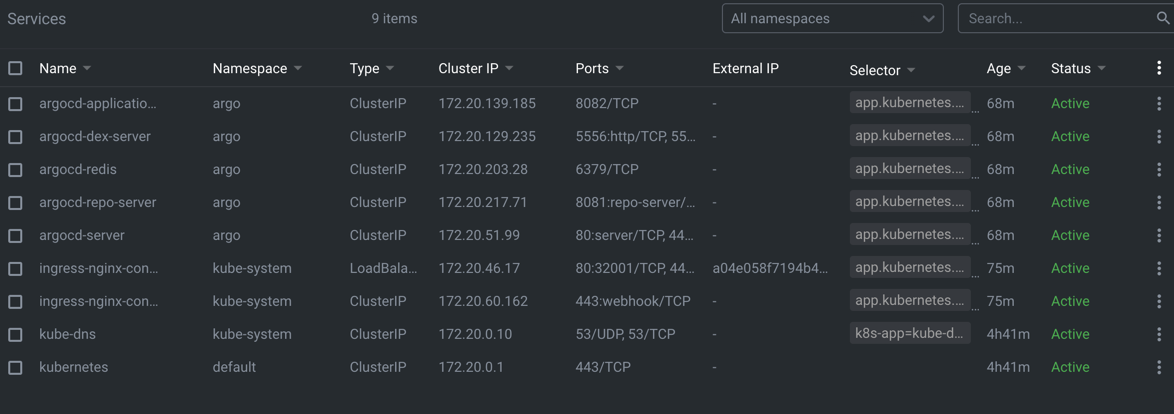 Services 9 items All namespaces Search...
Name Namespace Type Cluster IP Ports External IP Selector Age Status
argocd-applicatio... argo ClusterIP 172.20.139.185 8082/TCP - app.kubernetes.... ... 68m Active
argocd-dex-server argo ClusterIP 172.20.129.235 5556:http/TCP, 55... - app.kubernetes.... ... 68m Active
argocd-redis argo ClusterIP 172.20.203.28 6379/TCP - app.kubernetes.... ... 68m Active
argocd-repo-server argo ClusterIP 172.20.217.71 8081:repo-server/... - app.kubernetes.... ... 68m Active
argocd-server argo ClusterIP 172.20.51.99 80:server/TCP, 44... - app.kubernetes.... ... 68m Active
ingress-nginx-con... kube-system LoadBala... 172.20.46.17 80:32001/TCP, 44... a04e058f7194b4... app.kubernetes.... ... 75m Active
ingress-nginx-con... kube-system ClusterIP 172.20.60.162 443:webhook/TCP - app.kubernetes.... ... 75m Active
kube-dns kube-system ClusterIP 172.20.0.10 53/UDP, 53/TCP - k8s-app=kube-d... 4h41m Active
kubernetes default ClusterIP 172.20.0.1 443/TCP - 4h41m Active